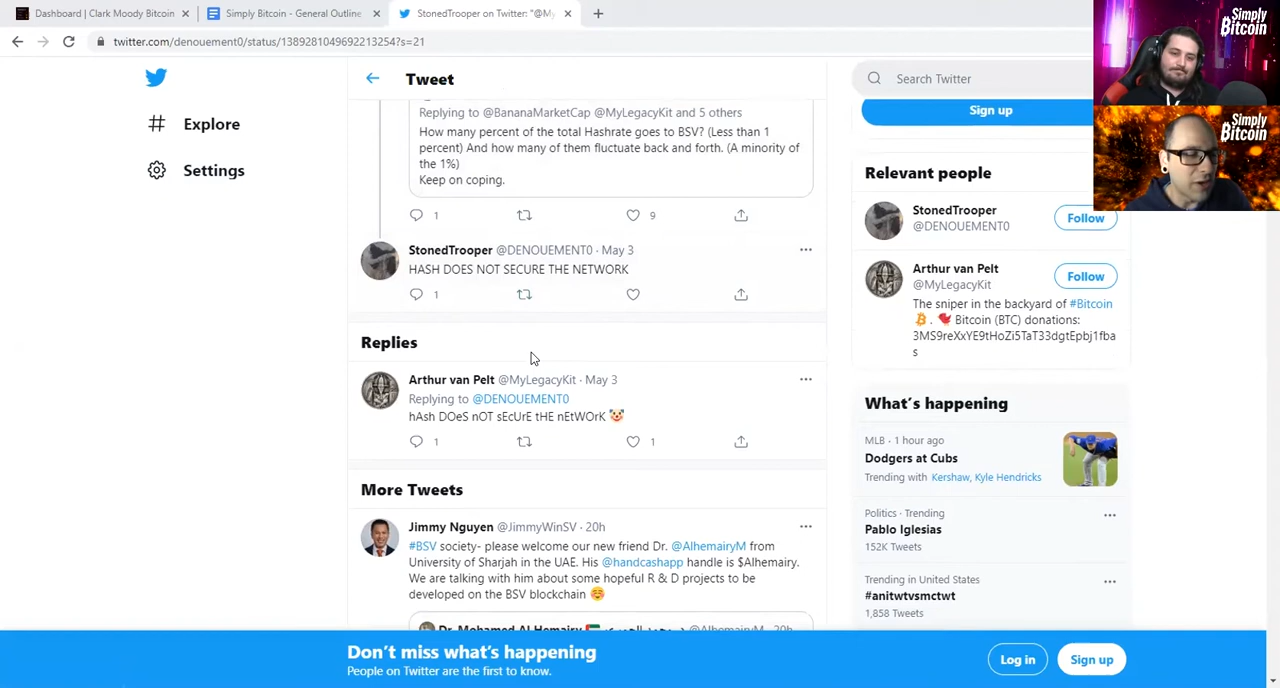 Dashboard | Clark Moody Bitcoin
Simply Bitcoin - General Outline
StonedTrooper on Twitter: "@My
twitter.com/denouement0/status/1389281049692213254?s=21
Simply Bitcoin
Simply Bitcoin
Explore
Settings
Tweet
Replying to @BananaMarketCap @MyLegacyKit and 5 others
How many percent of the total Hashrate goes to BSV? (Less than 1
percent) And how many of them fluctuate back and forth. (A minority of
the 1%)
Keep on coping.
1 9
StonedTrooper @DENOUEMENT0 · May 3
HASH DOES NOT SECURE THE NETWORK
1
Replies
Arthur van Pelt @MyLegacyKit · May 3
Replying to @DENOUEMENT0
hAsh DOeS nOT sEcUrE tHE nEtWOrK 🤡
1 1
More Tweets
Jimmy Nguyen @JimmyWinSV · 20h
#BSV society- please welcome our new friend Dr. @AlhemairyM from
University of Sharjah in the UAE. His @handcashapp handle is $Alhemairy.
We are talking with him about some hopeful R & D projects to be
developed on the BSV blockchain ☺️
Dr. Mohamed Al Hemairy @AlhemairyM · 20h
Search Twitter
Sign up
Relevant people
StonedTrooper
@DENOUEMENT0
Follow
Arthur van Pelt
@MyLegacyKit
Follow
The sniper in the backyard of #Bitcoin
. Bitcoin (BTC) donations:
3MS9reXxYE9tHoZi5TaT33dgtEpbj1fba
s
What's happening
MLB · 1 hour ago
Dodgers at Cubs
Trending with Kershaw, Kyle Hendricks
Politics · Trending
Pablo Iglesias
152K Tweets
Trending in United States
#anitwtvsmctwt
1,858 Tweets
Don't miss what's happening
People on Twitter are the first to know.
Log in
Sign up